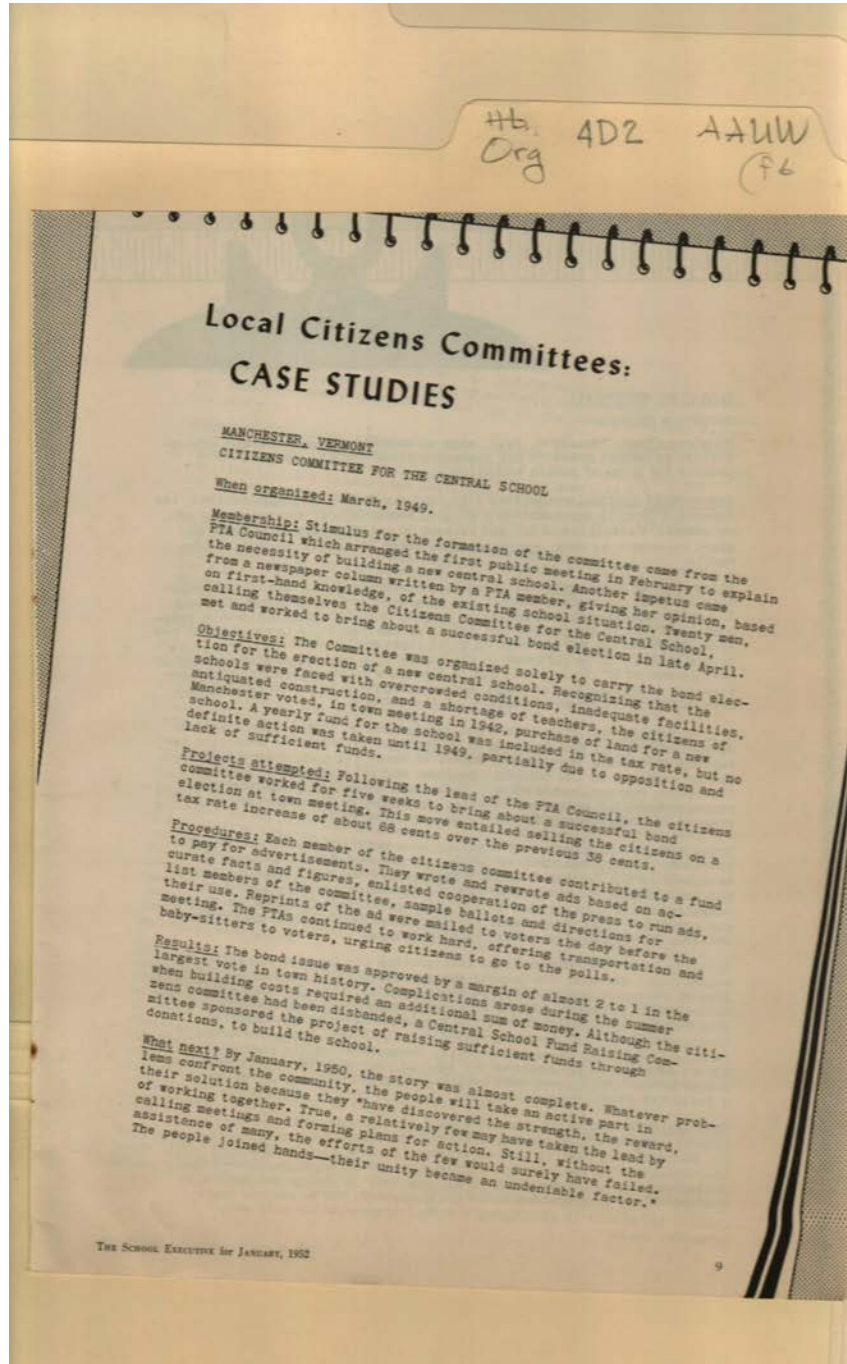 Hb. 4D2 AAUW
Org (f6
Local Citizens Committees:
CASE STUDIES
MANCHESTER, VERMONT
CITIZENS COMMITTEE FOR THE CENTRAL SCHOOL
When organized: March, 1949.
Membership: Stimulus for the formation of the committee came from the
PTA Council which arranged the first public meeting in February to explain
the necessity of building a new central school. Another impetus came
from a newspaper column written by a PTA member, giving her opinion, based
on first-hand knowledge, of the existing school situation. Twenty men,
calling themselves the Citizens Committee for the Central School,
met and worked to bring about a successful bond election in late April.
Objectives: The Committee was organized solely to carry the bond elec-
tion for the erection of a new central school. Recognizing that the
schools were faced with overcrowded conditions, inadequate facilities,
antiquated construction, and a shortage of teachers, the citizens of
Manchester voted, in town meeting in 1942, purchase of land for a new
school. A yearly fund for the school was included in the tax rate, but no
definite action was taken until 1949, partially due to opposition and
lack of sufficient funds.
Projects attempted: Following the lead of the PTA Council, the citizens
committee worked for five weeks to bring about a successful bond
election at town meeting. This move entailed selling the citizens on a
tax rate increase of about 68 cents over the previous 38 cents.
Procedures: Each member of the citizens committee contributed to a fund
to pay for advertisements. They wrote and rewrote ads based on ac-
curate facts and figures, enlisted cooperation of the press to run ads,
list members of the committee, sample ballots and directions for
their use. Reprints of the ad were mailed to voters the day before the
meeting. The PTAs continued to work hard, offering transportation and
baby-sitters to voters, urging citizens to go to the polls.
Results: The bond issue was approved by a margin of almost 2 to 1 in the
largest vote in town history. Complications arose during the summer
when building costs required an additional sum of money. Although the citi-
zens committee had been disbanded, a Central School Fund Raising Com-
mittee sponsored the project of raising sufficient funds through
donations, to build the school.
What next? By January, 1950, the story was almost complete. Whatever prob-
lems confront the community, the people will take an active part in
their solution because they "have discovered the strength, the reward,
of working together. True, a relatively few may have taken the lead by
calling meetings and forming plans for action. Still, without the
assistance of many, the efforts of the few would surely have failed.
The people joined hands—their unity became an undeniable factor."
THE SCHOOL EXECUTIVE for JANUARY, 1952
9